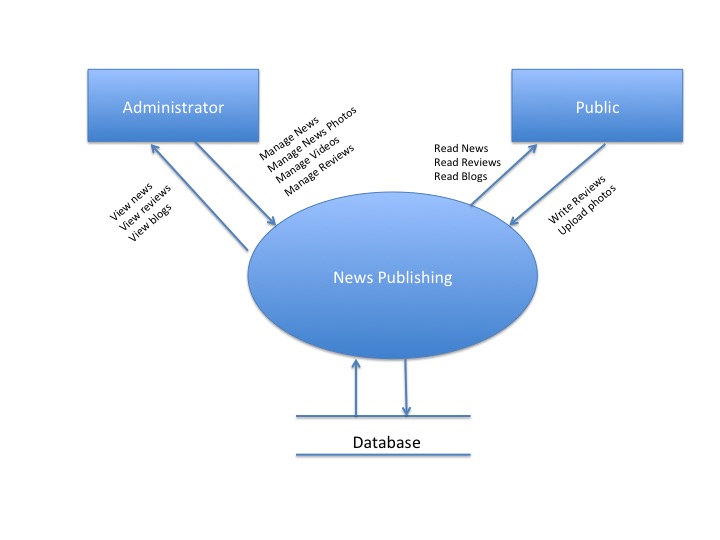 Administrator
Public
Manage News
Manage News Photos
Manage Videos
Manage Reviews
Read News
Read Reviews
Read Blogs
View news
View reviews
View blogs
Write Reviews
Upload photos
News Publishing
Database